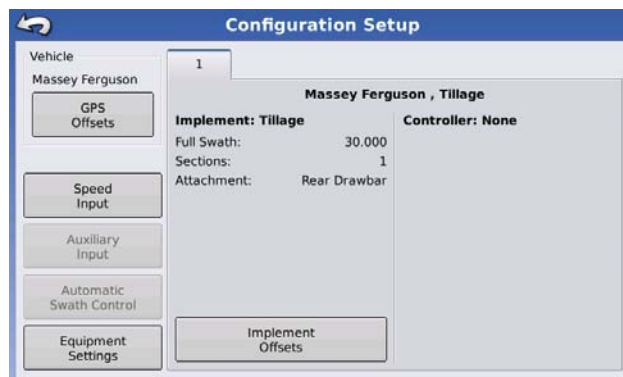 Configuration Setup
Vehicle
Massey Ferguson
GPS
Offsets
Speed
Input
Auxiliary
Input
Automatic
Swath Control
Equipment
Settings
1
Massey Ferguson , Tillage
Implement: Tillage
Full Swath: 30.000
Sections: 1
Attachment: Rear Drawbar
Implement
Offsets
Controller: None